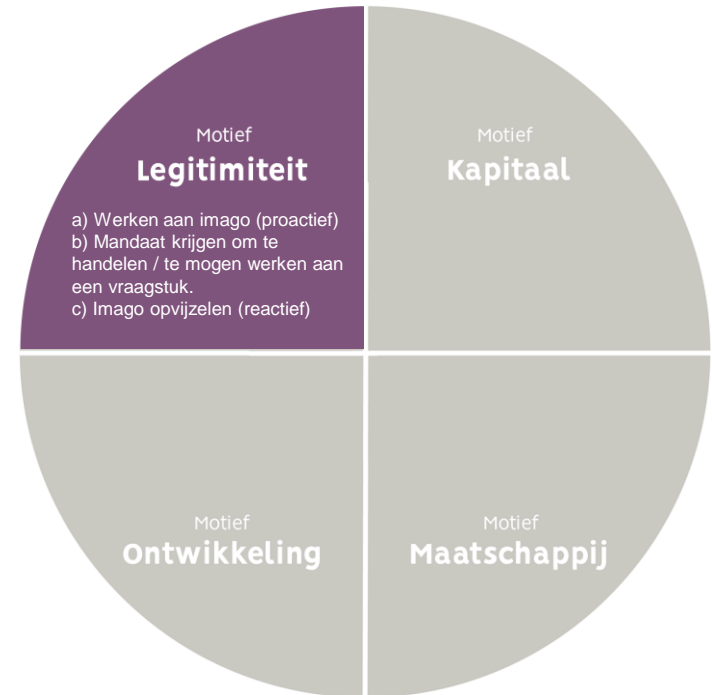 Motief
Legitimiteit
a) Werken aan imago (proactief)
b) Mandaat krijgen om te
handelen / te mogen werken aan
een vraagstuk.
c) Imago opvijzelen (reactief)
Motief
Kapitaal
Motief
Ontwikkeling
Motief
Maatschappij